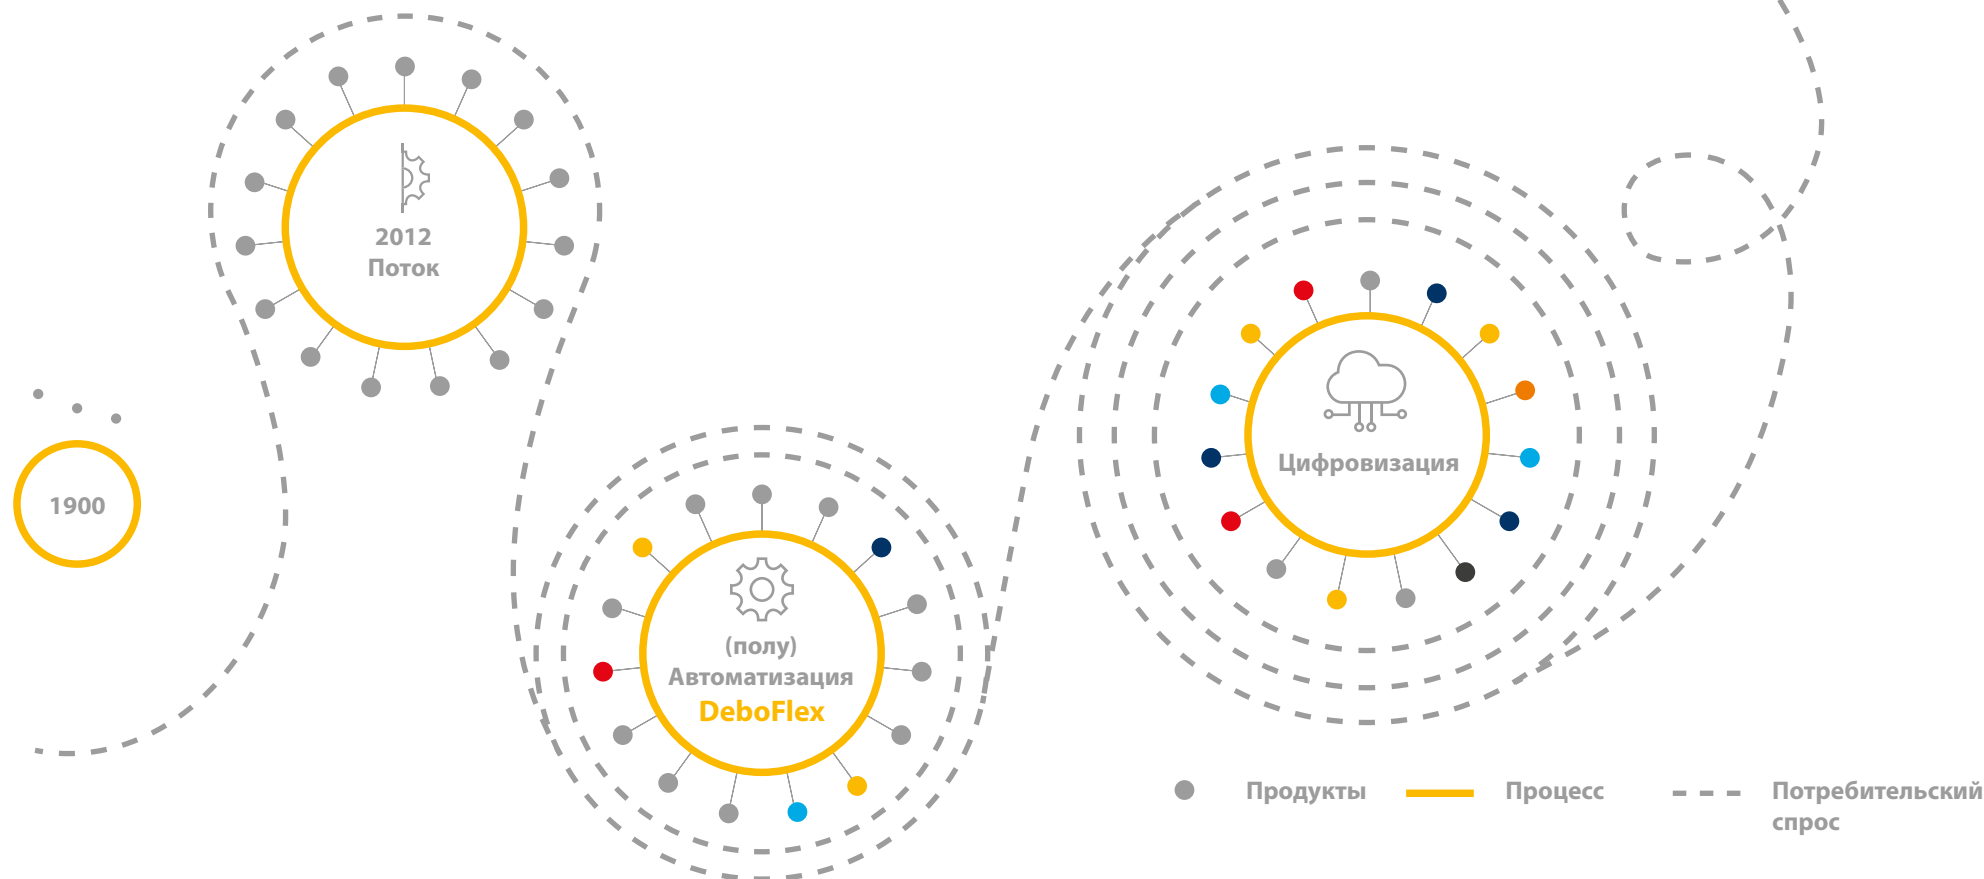 2012
Поток
1900
(полу)
Автоматизация
DeboFlex
Цифровизация
Продукты
Процесс
Потребительский
спрос